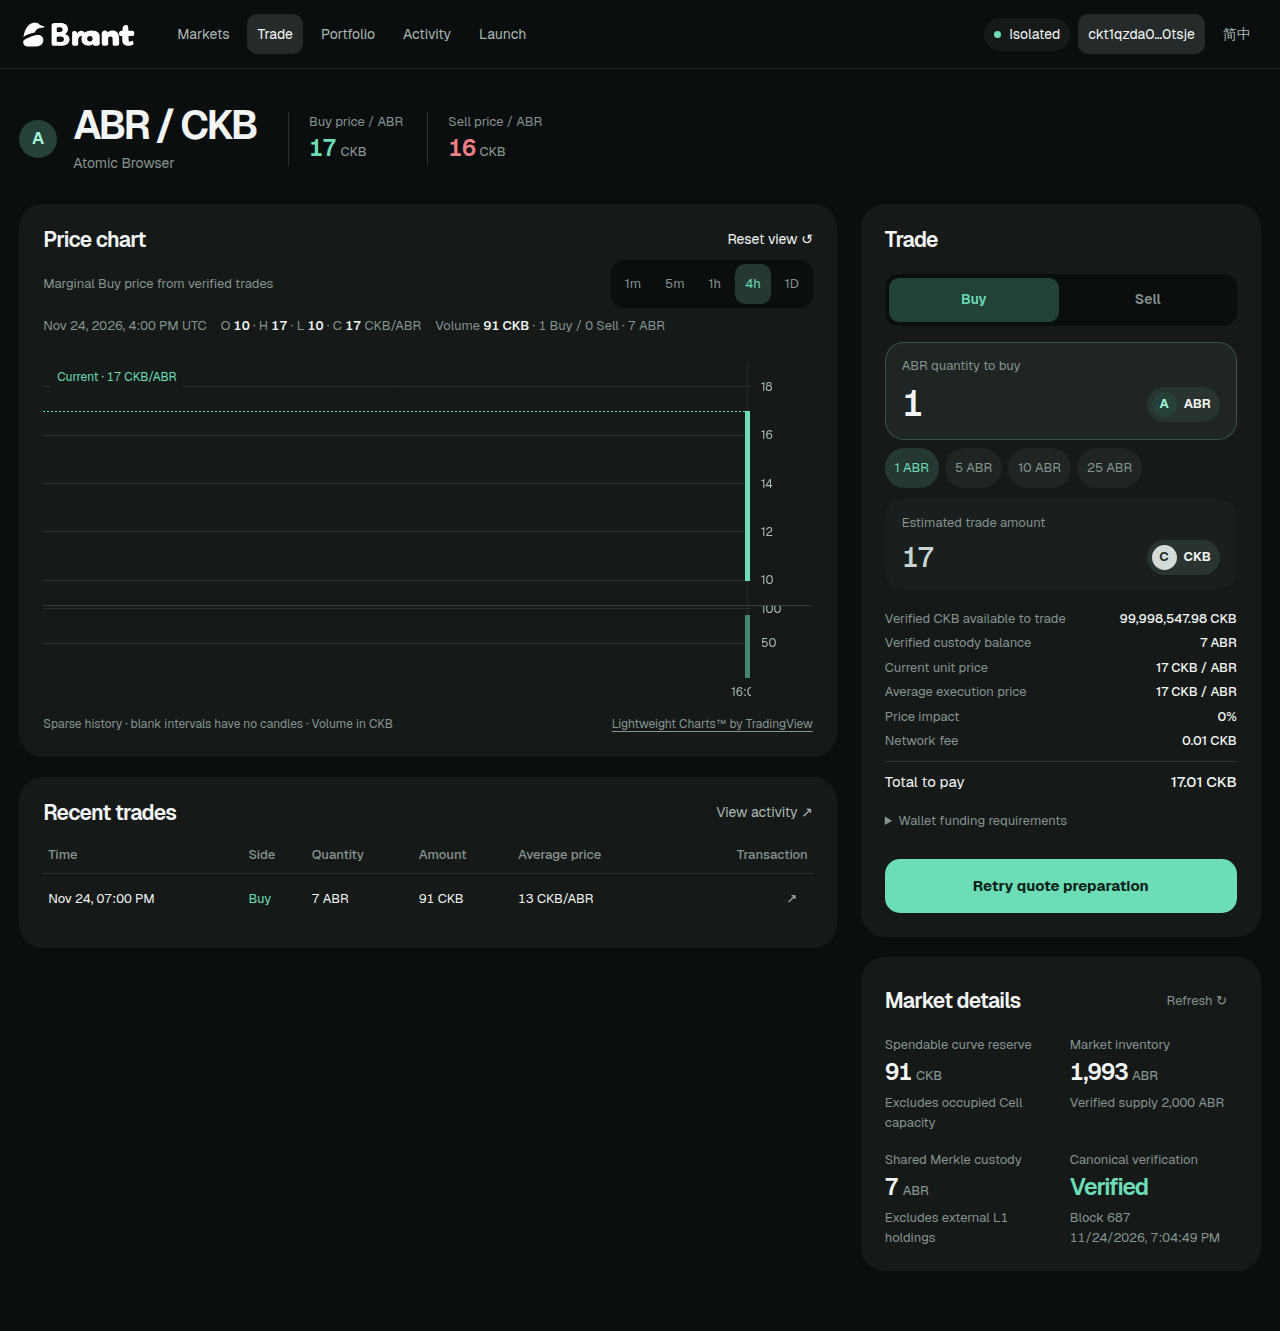 Brant
Markets
Trade
Portfolio
Activity
Launch
Isolated
ckt1qzda0...0tsje
简中
A
ABR / CKB
Atomic Browser
Buy price / ABR
17 CKB
Sell price / ABR
16 CKB
Price chart
Reset view ↺
Marginal Buy price from verified trades
1m 5m 1h 4h 1D
Nov 24, 2026, 4:00 PM UTC O 10 · H 17 · L 10 · C 17 CKB/ABR Volume 91 CKB · 1 Buy / 0 Sell · 7 ABR
Current · 17 CKB/ABR
18
16
14
12
10
100
50
Sparse history · blank intervals have no candles · Volume in CKB
Lightweight Charts™ by TradingView
Recent trades
View activity ↗
Time Side Quantity Amount Average price Transaction
Nov 24, 07:00 PM Buy 7 ABR 91 CKB 13 CKB/ABR ↗
Trade
Buy Sell
ABR quantity to buy
1
A ABR
1 ABR 5 ABR 10 ABR 25 ABR
Estimated trade amount
17
C CKB
Verified CKB available to trade 99,998,547.98 CKB
Verified custody balance 7 ABR
Current unit price 17 CKB / ABR
Average execution price 17 CKB / ABR
Price impact 0%
Network fee 0.01 CKB
Total to pay 17.01 CKB
▶ Wallet funding requirements
Retry quote preparation
Market details
Refresh ↻
Spendable curve reserve
91 CKB
Excludes occupied Cell
capacity
Market inventory
1,993 ABR
Verified supply 2,000 ABR
Shared Merkle custody
7 ABR
Excludes external L1
holdings
Canonical verification
Verified
Block 687
11/24/2026, 7:04:49 PM